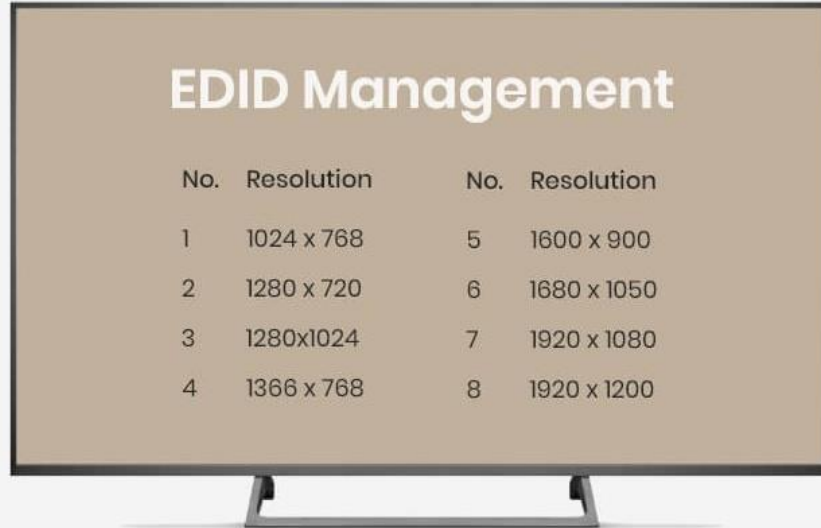 EDID Management
No. Resolution No. Resolution
1 1024 x 768 5 1600 x 900
2 1280 x 720 6 1680 x 1050
3 1280x1024 7 1920 x 1080
4 1366 x 768 8 1920 x 1200